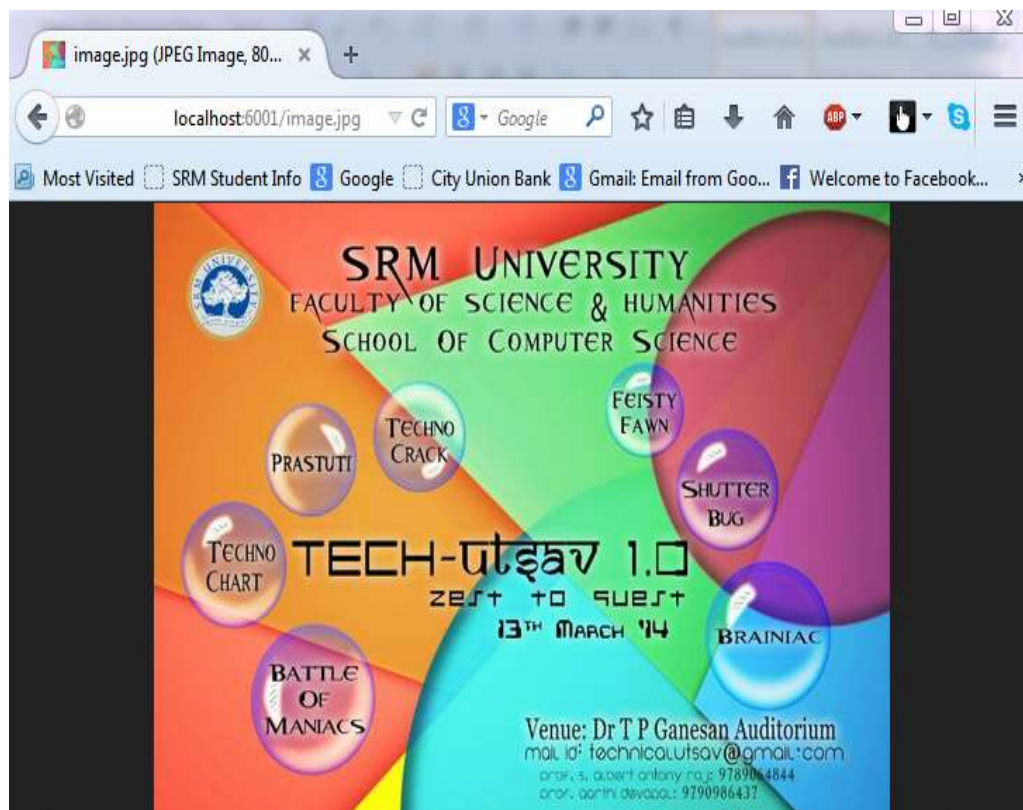 image.jpg (JPEG Image, 80...
localhost:6001/image.jpg
Google
ABP
Most Visited SRM Student Info Google City Union Bank Gmail: Email from Goo... Welcome to Facebook...
SRM UNIVERSITY
SRM UNIVERSITY
FACULTY OF SCIENCE & HUMANITIES
SCHOOL OF COMPUTER SCIENCE
FEISTY
FAWN
TECHNO
CRACK
PRASTUTI
SHUTTER
BUG
TECHNO
CHART
TECH-utsav 1.0
ZEST TO QUEST
13TH MARCH '14
BRAINIAC
BATTLE
OF
MANIACS
Venue: Dr T P Ganesan Auditorium
mail id: technicalutsav@gmail.com
prof. s. albert antony raj: 9789064844
prof. 9790986437